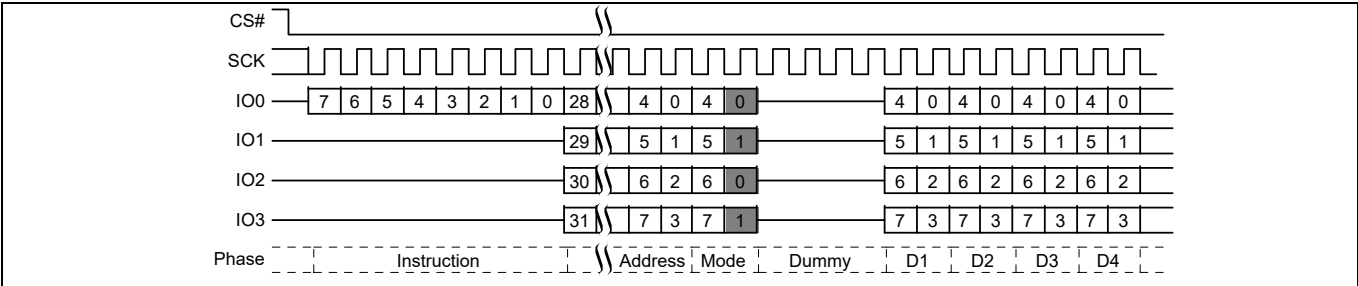 CS#
SCK
IO0 7 6 5 4 3 2 1 0 28 4 0 4 0 4 0 4 0 4 0 4 0
IO1 29 5 1 5 1 5 1 5 1 5 1 5 1
IO2 30 6 2 6 0 6 2 6 2 6 2 6 2
IO3 31 7 3 7 1 7 3 7 3 7 3 7 3
Phase Instruction Address Mode Dummy D1 D2 D3 D4